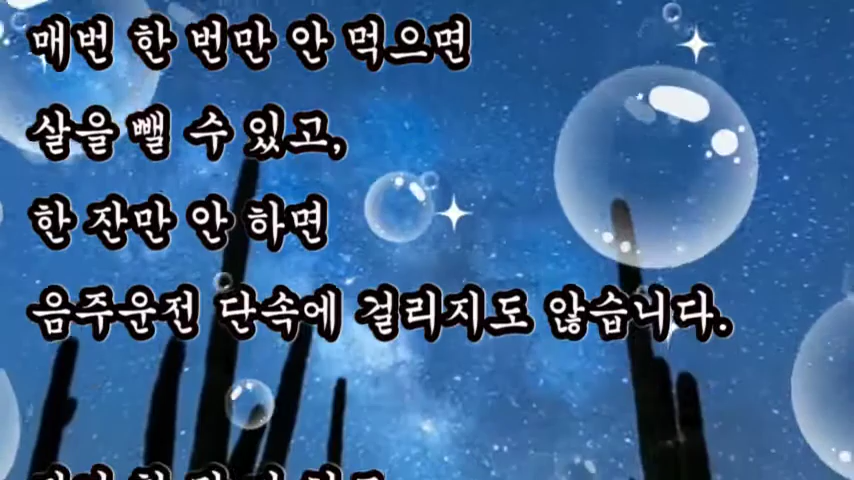 매번 한 번만 안 먹으면
살을 뺄 수 있고,
한 잔만 안 하면
음주운전 단속에 걸리지도 않습니다.